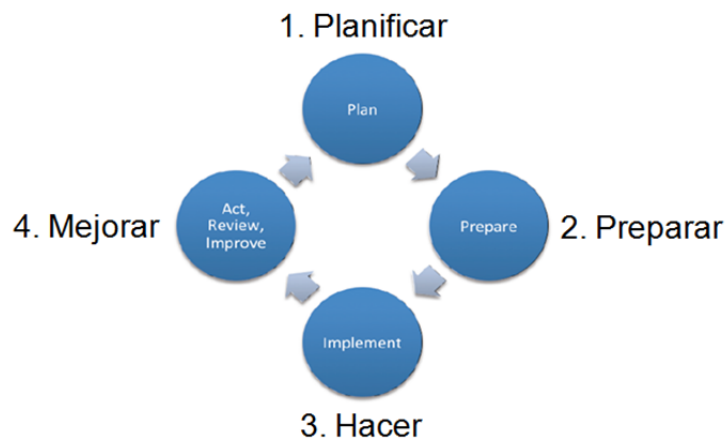 1. Planificar
Plan
Prepare
2. Preparar
Implement
3. Hacer
Act,
Review,
Improve
4. Mejorar